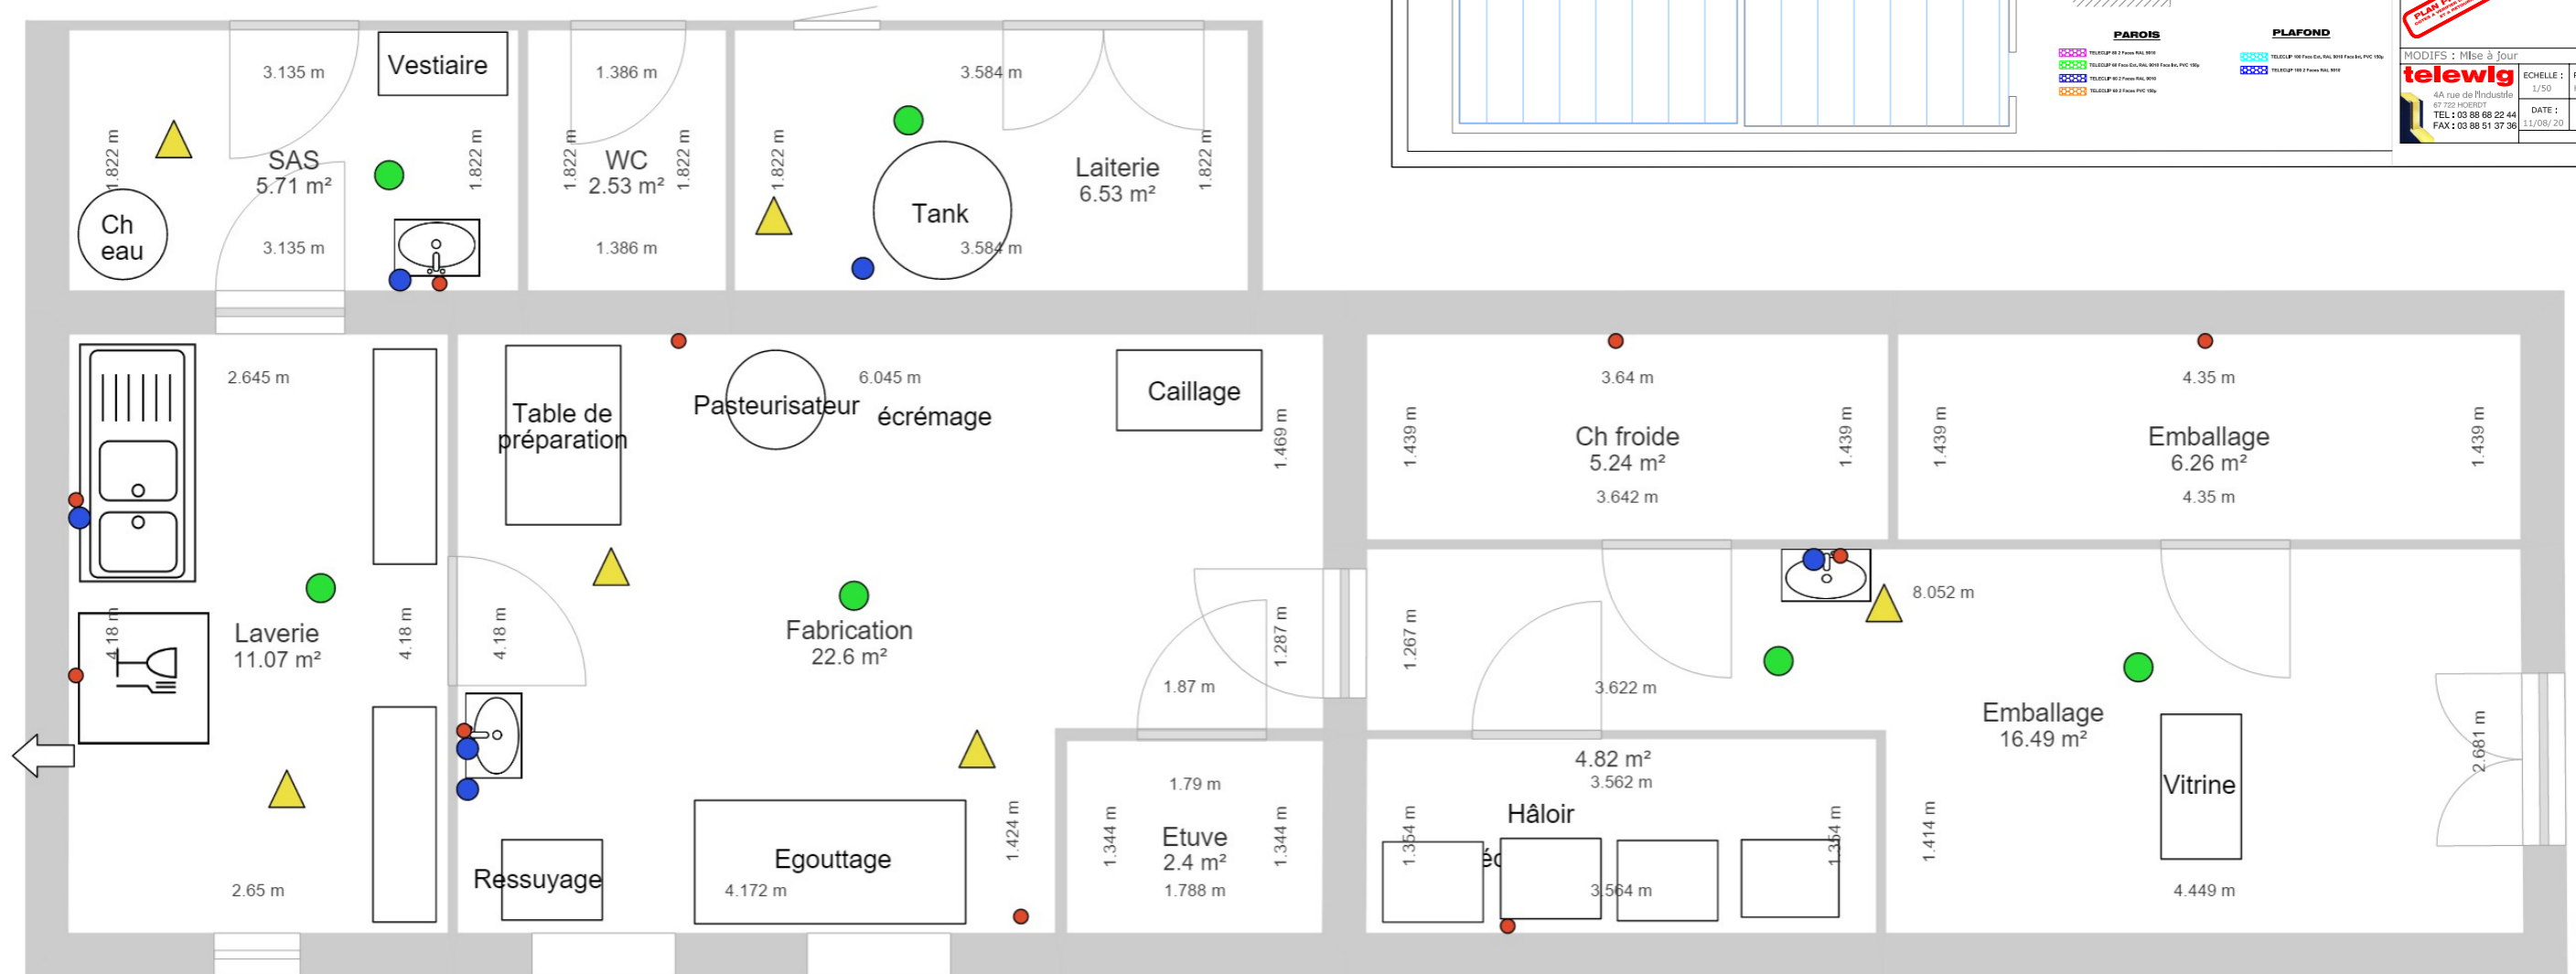 3.135 m
Vestiaire
1.386 m
3.584 m
1.822 m
SAS
5.71 m²
1.822 m
1.822 m
WC
2.53 m²
1.822 m
1.822 m
Laiterie
6.53 m²
1.822 m
Ch
eau
Tank
3.135 m
1.386 m
3.584 m
PAROIS
PLAFOND
TELECLIP 100 2 Faces RAL 9010
MODIFS : Mise à jour
telewig
4A rue de l'Industrie
67 722 HOERDT
TEL : 03 88 68 22 44
FAX : 03 88 51 37 36
ECHELLE :
1/50
DATE :
11/08/ 20
2.645 m
6.045 m
3.64 m
4.35 m
Table de
préparation
Pasteurisateur
écrémage
Caillage
1.469 m
1.439 m
Ch froide
5.24 m²
1.439 m
1.439 m
Emballage
6.26 m²
1.439 m
3.642 m
4.35 m
4.18 m
Laverie
11.07 m²
4.18 m
4.18 m
Fabrication
22.6 m²
1.287 m
1.267 m
8.052 m
1.87 m
3.622 m
Emballage
16.49 m²
2.681 m
4.82 m²
3.562 m
1.79 m
Vitrine
Hâloir
1.424 m
1.344 m
Etuve
2.4 m²
1.344 m
1.354 m
1.354 m
1.414 m
Egouttage
Ressuyage
2.65 m
4.172 m
1.788 m
3.564 m
4.449 m